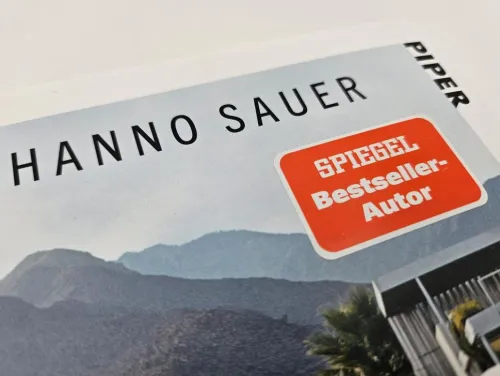 HANNO SAUER
PIPER
SPIEGEL
Bestseller-
Autor